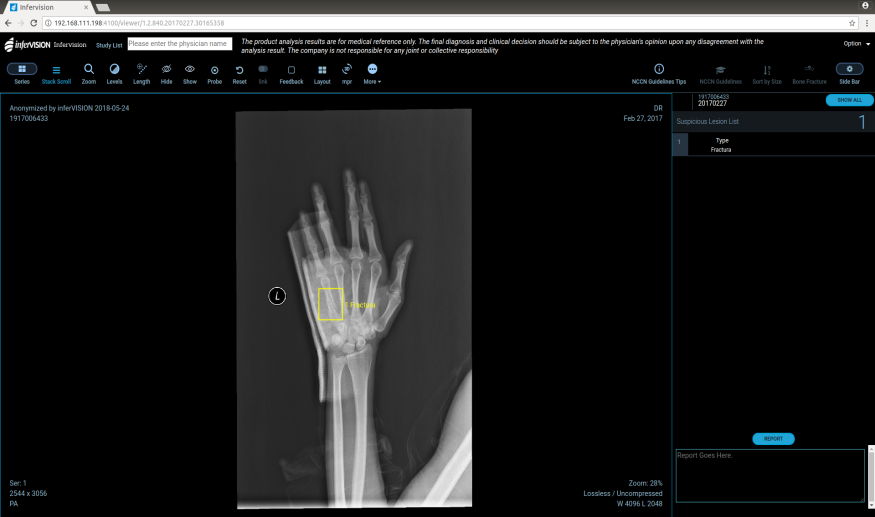 Infervision
192.168.111.198:4100/viewer/1.2.840.20170227.30165358
inferVISION Infervision
Study List
Please enter the physician name
The product analysis results are for medical reference only. The final diagnosis and clinical decision should be subject to the physician's opinion upon any disagreement with the
analysis result. The company is not responsible for any joint or collective responsibility
Option
Series
Stack Scroll
Zoom
Levels
Length
Hide
Show
Probe
Reset
link
Feedback
Layout
3D
mpr
More
NCCN Guidelines Tips
NCCN Guidelines
Sort by Size
Bone Fracture
Side Bar
Anonymized by inferVISION 2018-05-24
1917006433
DR
Feb 27, 2017
L
1 Fractura
Ser: 1
2544 x 3056
PA
Zoom: 28%
Lossless / Uncompressed
W 4096 L 2048
1917006433
20170227
SHOW ALL
Suspicious Lesion List
1
1
Type
Fractura
REPORT
Report Goes Here.